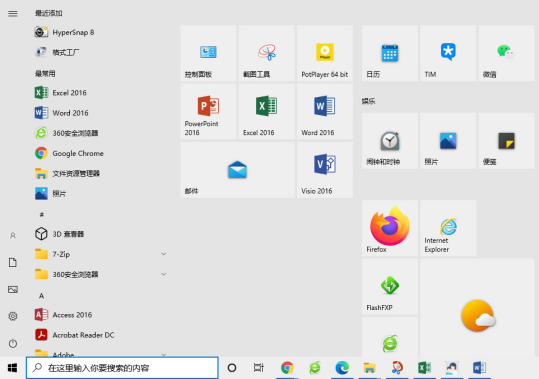 最近添加
HyperSnap 8
格式工厂
最常用
Excel 2016
Word 2016
360安全浏览器
Google Chrome
文件资源管理器
照片
#
3D 查看器
7-Zip
360安全浏览器
A
Access 2016
Acrobat Reader DC
Adobe
控制面板
截图工具
PotPlayer 64 bit
PowerPoint
2016
Excel 2016
Word 2016
邮件
Visio 2016
日历
TIM
微信
娱乐
闹钟和时钟
照片
便笺
Firefox
Internet
Explorer
FlashFXP
在这里输入你要搜索的内容